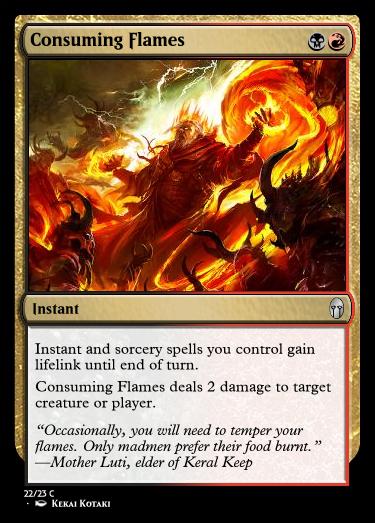 Consuming Flames
Instant
Instant and sorcery spells you control gain
lifelink until end of turn.
Consuming Flames deals 2 damage to target
creature or player.
“Occasionally, you will need to temper your
flames. Only madmen prefer their food burnt.”
—Mother Luti, elder of Keral Keep
22/23 C
· Kekai Kotaki